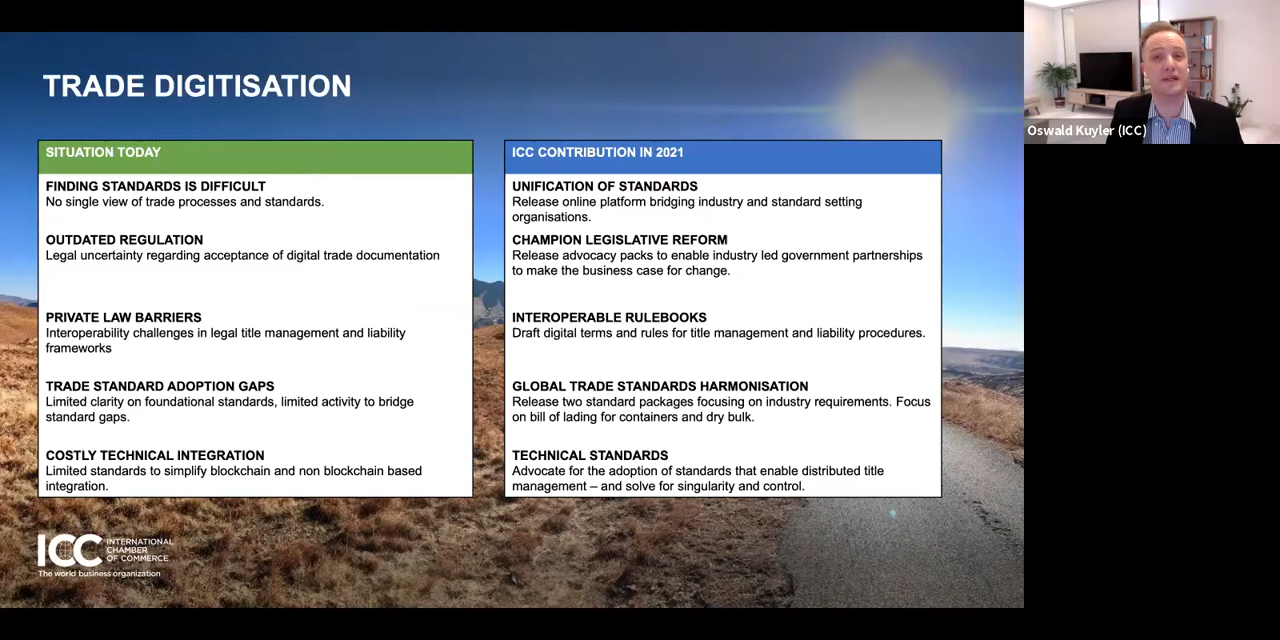 TRADE DIGITISATION
SITUATION TODAY
FINDING STANDARDS IS DIFFICULT
No single view of trade processes and standards.
OUTDATED REGULATION
Legal uncertainty regarding acceptance of digital trade documentation
PRIVATE LAW BARRIERS
Interoperability challenges in legal title management and liability
frameworks
TRADE STANDARD ADOPTION GAPS
Limited clarity on foundational standards, limited activity to bridge
standard gaps.
COSTLY TECHNICAL INTEGRATION
Limited standards to simplify blockchain and non blockchain based
integration.
ICC CONTRIBUTION IN 2021
UNIFICATION OF STANDARDS
Release online platform bridging industry and standard setting
organisations.
CHAMPION LEGISLATIVE REFORM
Release advocacy packs to enable industry led government partnerships
to make the business case for change.
INTEROPERABLE RULEBOOKS
Draft digital terms and rules for title management and liability procedures.
GLOBAL TRADE STANDARDS HARMONISATION
Release two standard packages focusing on industry requirements. Focus
on bill of lading for containers and dry bulk.
TECHNICAL STANDARDS
Advocate for the adoption of standards that enable distributed title
management – and solve for singularity and control.
ICC
INTERNATIONAL
CHAMBER
OF COMMERCE
The world business organization
Oswald Kuyler (ICC)